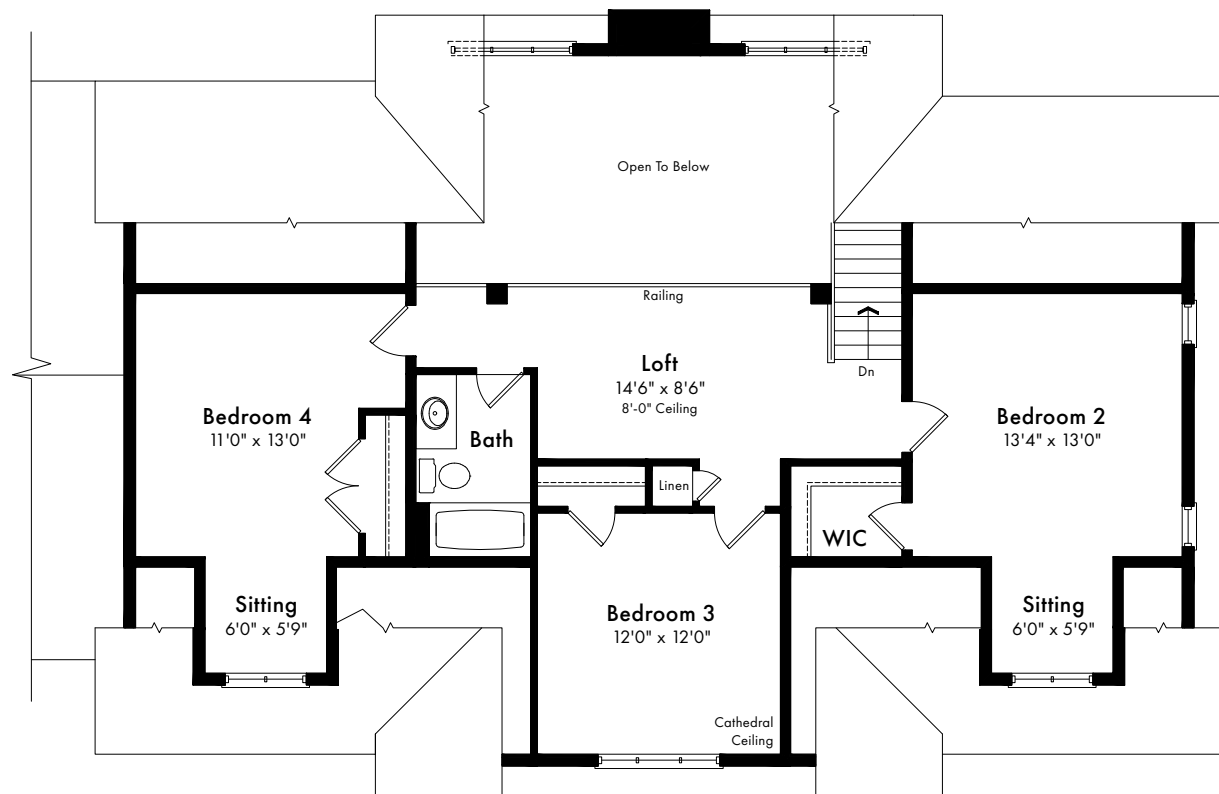 Open To Below
Railing
Loft
14'6" x 8'6"
8'-0" Ceiling
Dn
Bedroom 4
11'0" x 13'0"
Bath
Bedroom 2
13'4" x 13'0"
Linen
WIC
Sitting
6'0" x 5'9"
Bedroom 3
12'0" x 12'0"
Sitting
6'0" x 5'9"
Cathedral
Ceiling